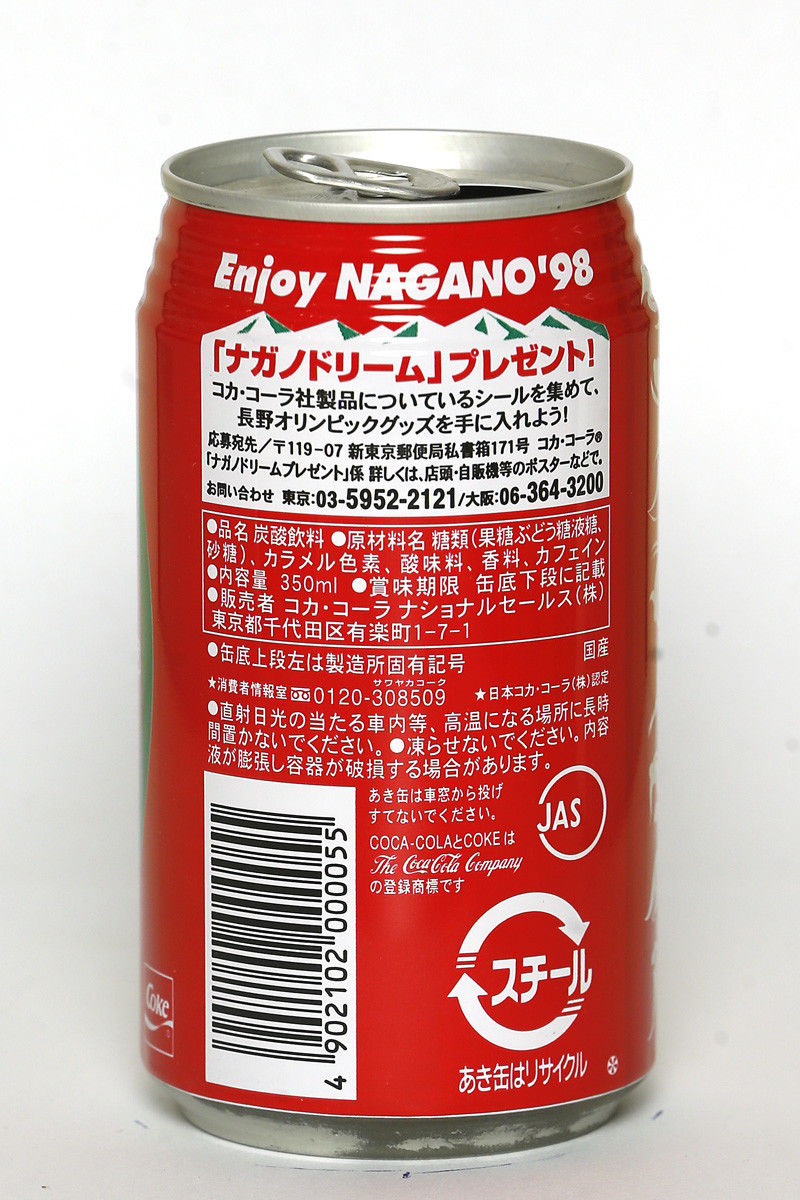 Enjoy NAGANO'98
「ナガノドリーム」プレゼント!
コカ・コーラ社製品についているシールを集めて、
長野オリンピックグッズを手に入れよう!
応募宛先/〒119-07 新東京郵便局私書箱171号 コカ・コーラ®
「ナガノドリームプレゼント」係 詳しくは、店頭・自販機等のポスターなどで。
お問い合わせ 東京:03-5952-2121/大阪:06-364-3200
●品名 炭酸飲料 ●原材料名 糖類(果糖ぶどう糖液糖、
砂糖)、カラメル色素、酸味料、香料、カフェイン
●内容量 350ml ●賞味期限 缶底下段に記載
●販売者 コカ・コーラ ナショナルセールス(株)
東京都千代田区有楽町1-7-1
●缶底上段左は製造所固有記号 国産
サワヤカコーク
★消費者情報室 0120-308509 ★日本コカ・コーラ(株)認定
●直射日光の当たる車内等、高温になる場所に長時
間置かないでください。●凍らせないでください。内容
液が膨張し容器が破損する場合があります。
あき缶は車窓から投げ
すてないでください。
JAS
COCA-COLAとCOKEは
The Coca-Cola Company
の登録商標です
スチール
あき缶はリサイクル
4 902102 000055
Coke